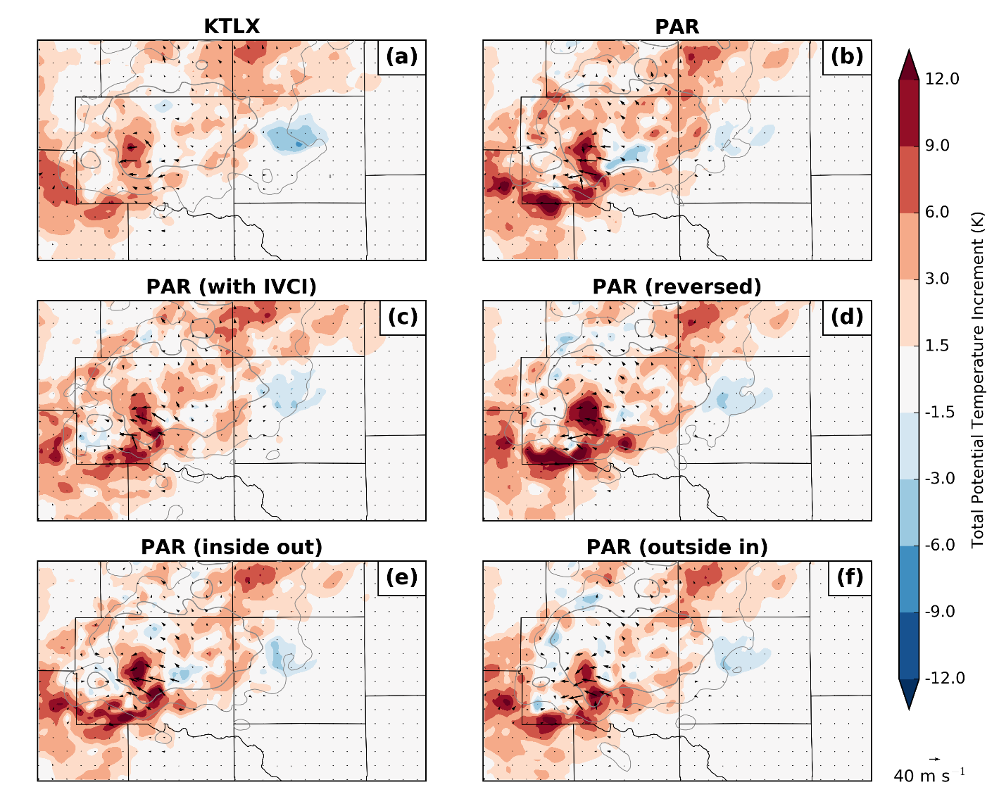 KTLX
(a)
PAR
(b)
PAR (with IVCI)
(c)
PAR (reversed)
(d)
PAR (inside out)
(e)
PAR (outside in)
(f)
12.0
9.0
6.0
3.0
1.5
-1.5
-3.0
-6.0
-9.0
-12.0
Total Potential Temperature Increment (K)
40 m s⁻¹